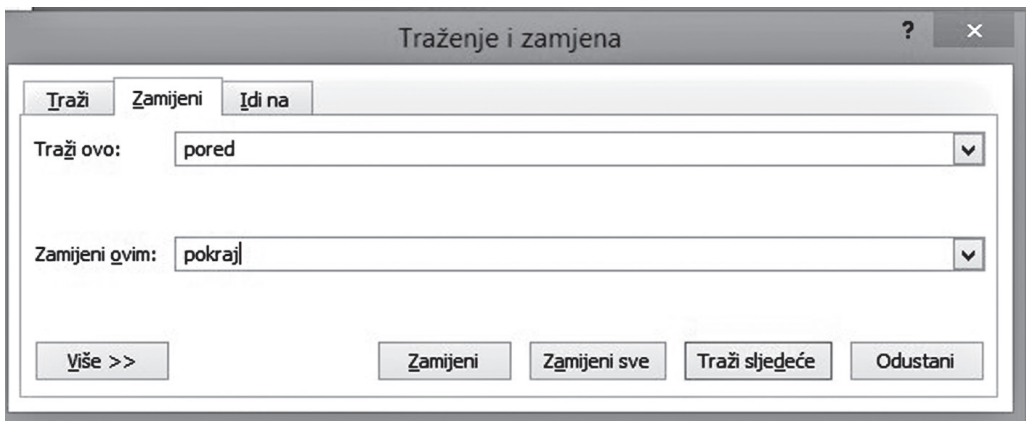 Traženje i zamjena ? ×
Traži Zamijeni Idi na
Traži ovo: pored
Zamijeni ovim: pokraj
Više >> Zamijeni Zamijeni sve Traži sljedeće Odustani